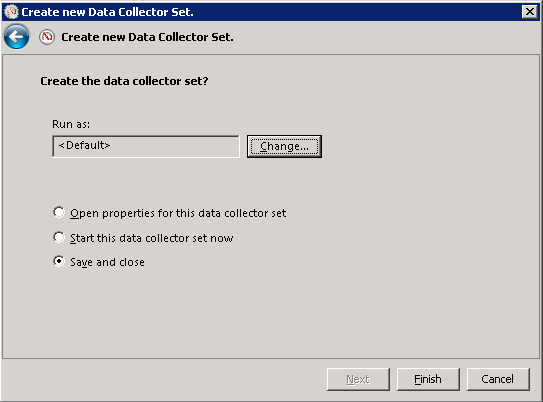 Create new Data Collector Set.
Create new Data Collector Set.
Create the data collector set?
Run as:
<Default>
Change...
Open properties for this data collector set
Start this data collector set now
Save and close
Next
Finish
Cancel